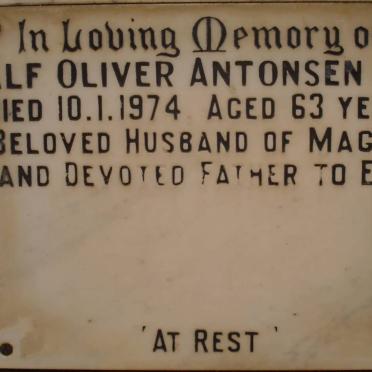 In Loving Memory o
ALF OLIVER ANTONSEN
IED 10.1.1974 AGED 63 YE
BELOVED HUSBAND OF MAG
AND DEVOTED FATHER TO E
'AT REST'